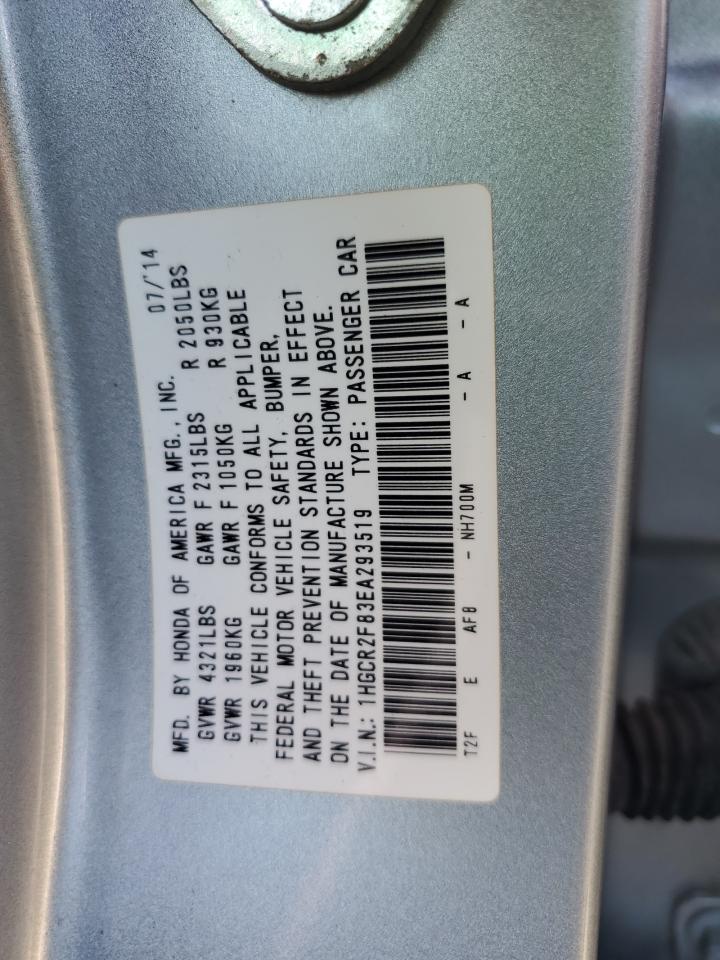 MFD. BY HONDA OF AMERICA MFG., INC. 07/'14
GVWR 4321LBS GAWR F 2315LBS R 2050LBS
GVWR 1960KG GAWR F 1050KG R 930KG
THIS VEHICLE CONFORMS TO ALL APPLICABLE
FEDERAL MOTOR VEHICLE SAFETY, BUMPER,
AND THEFT PREVENTION STANDARDS IN EFFECT
ON THE DATE OF MANUFACTURE SHOWN ABOVE.
V.I.N.: 1HGCR2F83EA293519 TYPE: PASSENGER CAR
T2F E AF8 - NH700M - A - A